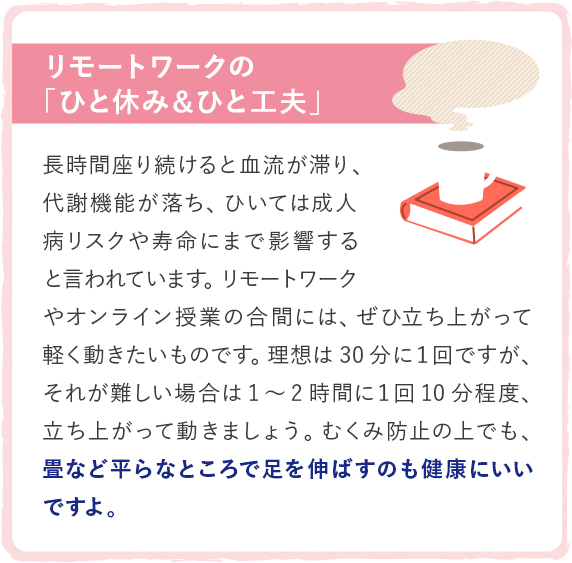 リモートワークの
「ひと休み＆ひと工夫」
長時間座り続けると血流が滞り、
代謝機能が落ち、ひいては成人
病リスクや寿命にまで影響する
と言われています。リモートワーク
やオンライン授業の合間には、ぜひ立ち上がって
軽く動きたいものです。理想は30分に1回ですが、
それが難しい場合は1～2時間に1回10分程度、
立ち上がって動きましょう。むくみ防止の上でも、
畳など平らなところで足を伸ばすのも健康にいい
ですよ。